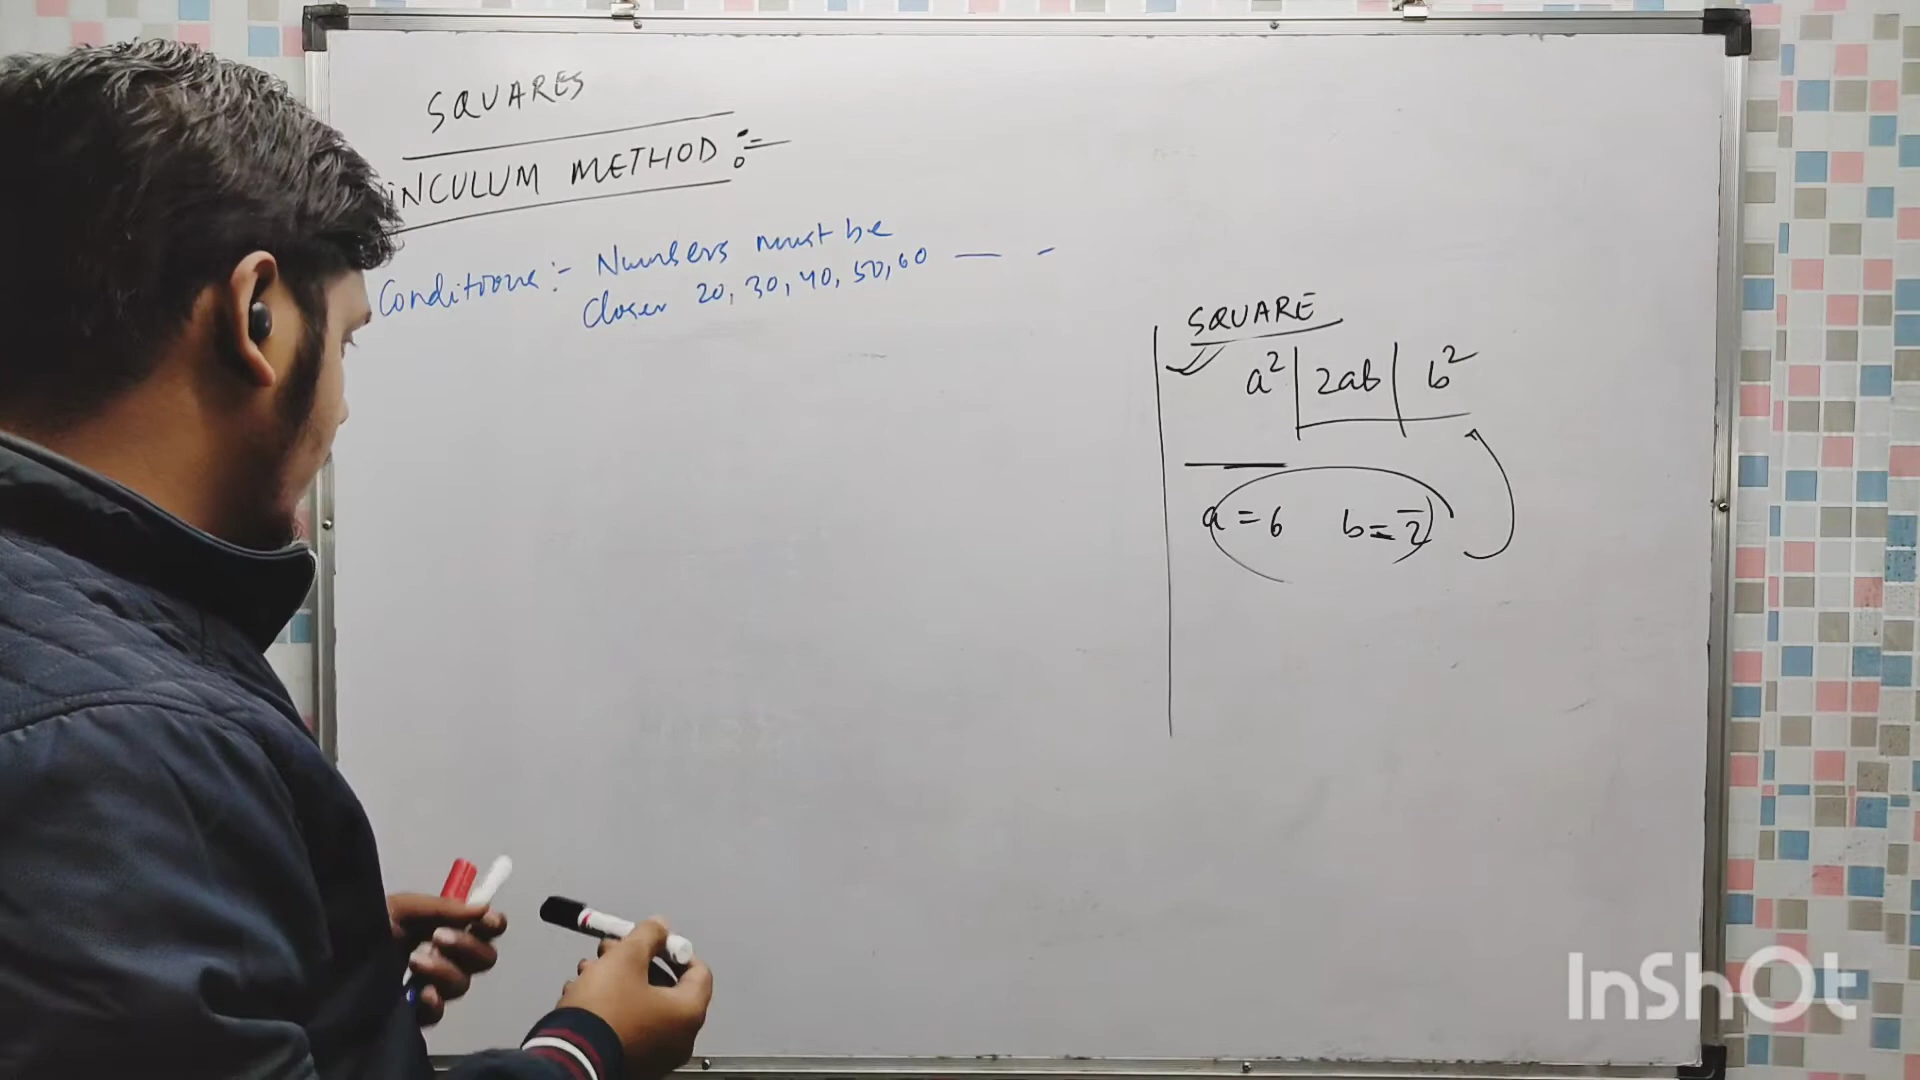 SQUARES
INCULUM METHOD :=
Conditions :- Numbers must be
closer 20, 30, 40, 50, 60 — -
SQUARE
a² | 2ab | b²
a = 6 b = 2̅
InShOt